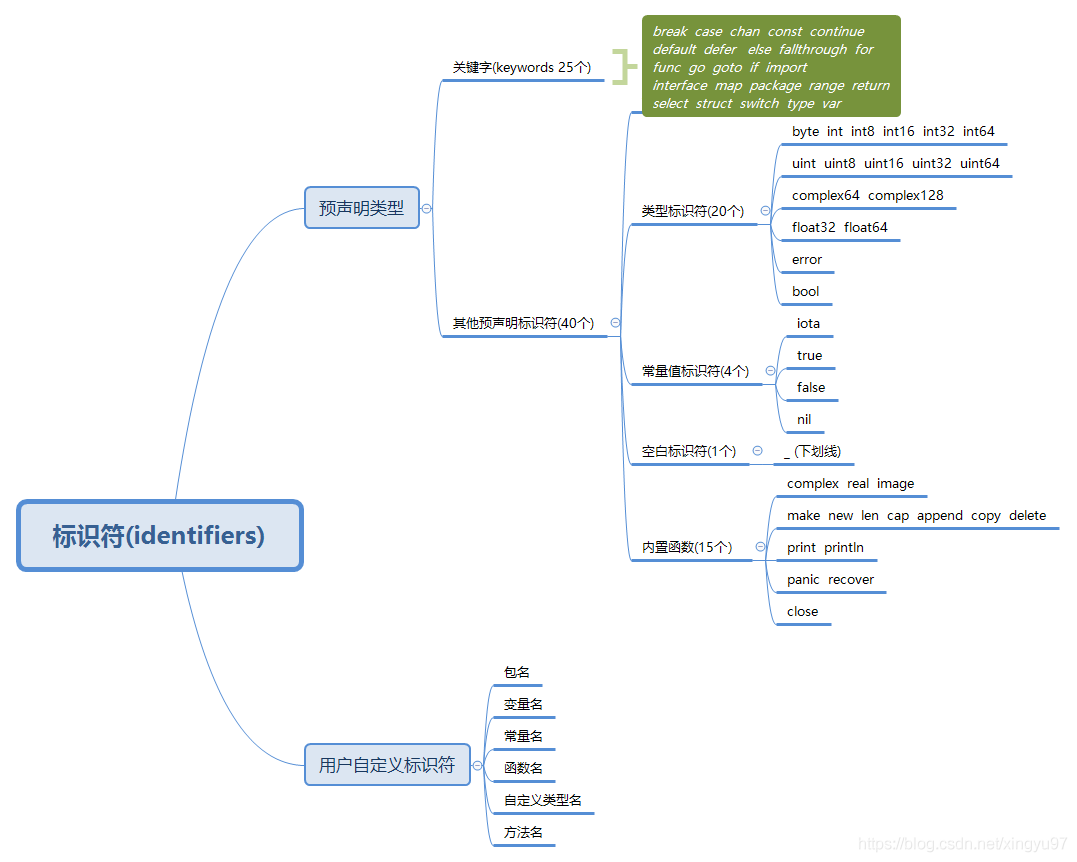 标识符(identifiers)
预声明类型
关键字(keywords 25个)
break case chan const continue
default defer else fallthrough for
func go goto if import
interface map package range return
select struct switch type var
其他预声明标识符(40个)
类型标识符(20个)
byte int int8 int16 int32 int64
uint uint8 uint16 uint32 uint64
complex64 complex128
float32 float64
error
bool
常量值标识符(4个)
iota
true
false
nil
空白标识符(1个)
_ (下划线)
内置函数(15个)
complex real image
make new len cap append copy delete
print println
panic recover
close
用户自定义标识符
包名
变量名
常量名
函数名
自定义类型名
方法名
https://blog.csdn.net/xingyu97